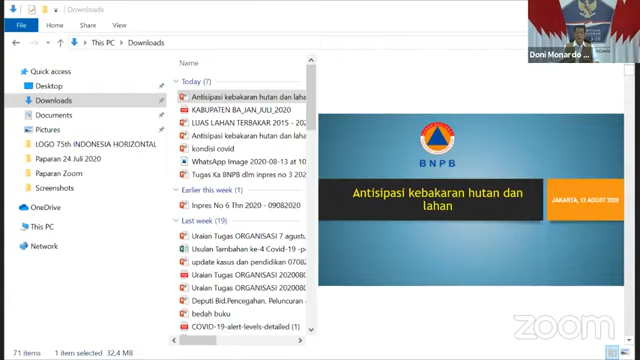 Downloads
File
Home
Share
View
This PC
Downloads
Doni Monardo ...
Quick access
Desktop
Downloads
Documents
Pictures
LOGO 75th INDONESIA HORIZONTAL
Paparan 24 Juli 2020
Paparan Zoom
Screenshots
OneDrive
This PC
Network
Name
Today (7)
Antisipasi kebakaran hutan dan laha
KABUPATEN BA_JAN_JULI_2020
LUAS LAHAN TERBAKAR 2015 - 202
Antisipasi kebakaran hutan dan laha
kondisi covid
WhatsApp Image 2020-08-13 at 10
Tugas Ka BNPB dlm inpres no 3 202
Earlier this week (1)
Inpres No 6 Thn 2020 - 09082020
Last week (19)
Uraian Tugas ORGANISASI 7 agustu
Usulan Tambahan ke-4 Covid-19 -p
update kasus dan pendidikan 07082
Uraian Tugas ORGANISASI 2020080
Uraian Tugas ORGANISASI 2020080
Deputi Bid.Pencegahan, Peluncuran
bedah buku
COVID-19-alert-levels-detailed (1)
BNPB
Antisipasi kebakaran hutan dan
lahan
JAKARTA, 13 AGUST 2020
zoom
71 items
1 item selected 32,4 MB